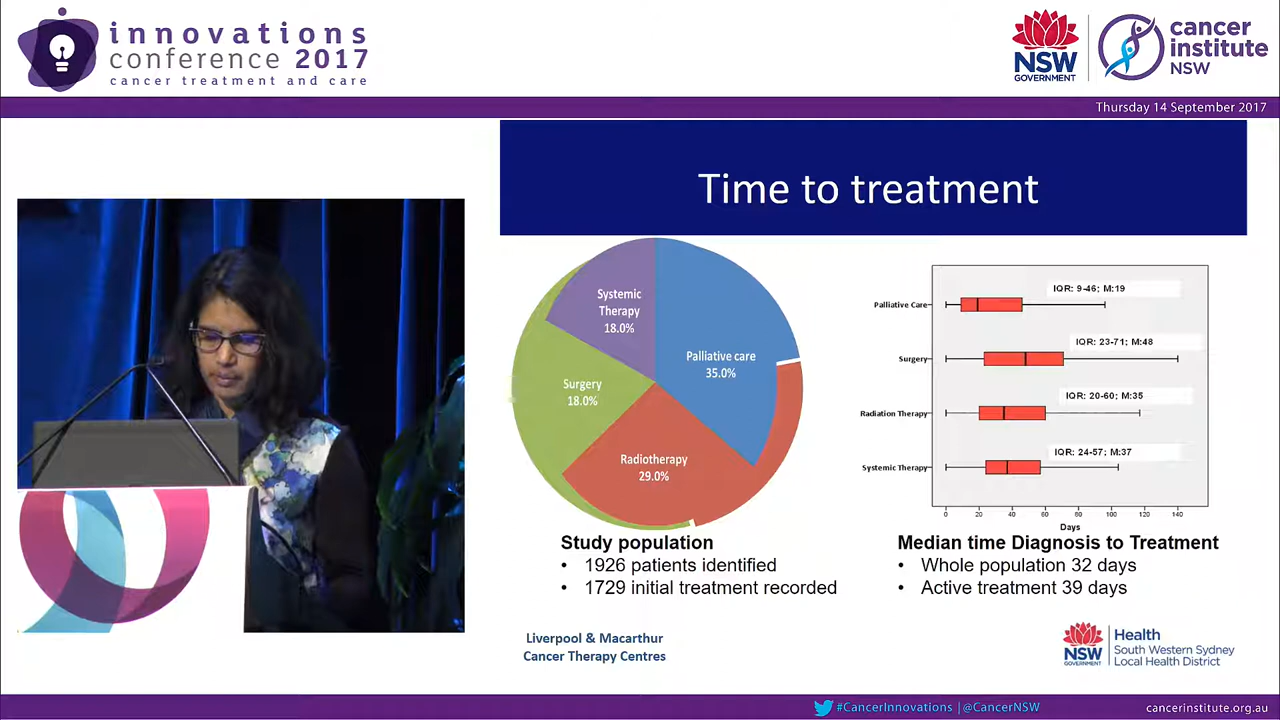 innovations
conference 2017
cancer treatment and care
NSW
GOVERNMENT
cancer
institute
NSW
Thursday 14 September 2017
Time to treatment
Systemic
Therapy
18.0%
Palliative care
35.0%
Surgery
18.0%
Radiotherapy
29.0%
IQR: 9-46; M:19
Palliative Care
IQR: 23-71; M:48
Surgery
IQR: 20-60; M:35
Radiation Therapy
IQR: 24-57; M:37
Systemic Therapy
0 20 40 60 80 100 120 140
Days
Study population
• 1926 patients identified
• 1729 initial treatment recorded
Median time Diagnosis to Treatment
• Whole population 32 days
• Active treatment 39 days
Liverpool & Macarthur
Cancer Therapy Centres
NSW
GOVERNMENT
Health
South Western Sydney
Local Health District
#CancerInnovations | @CancerNSW
cancerinstitute.org.au